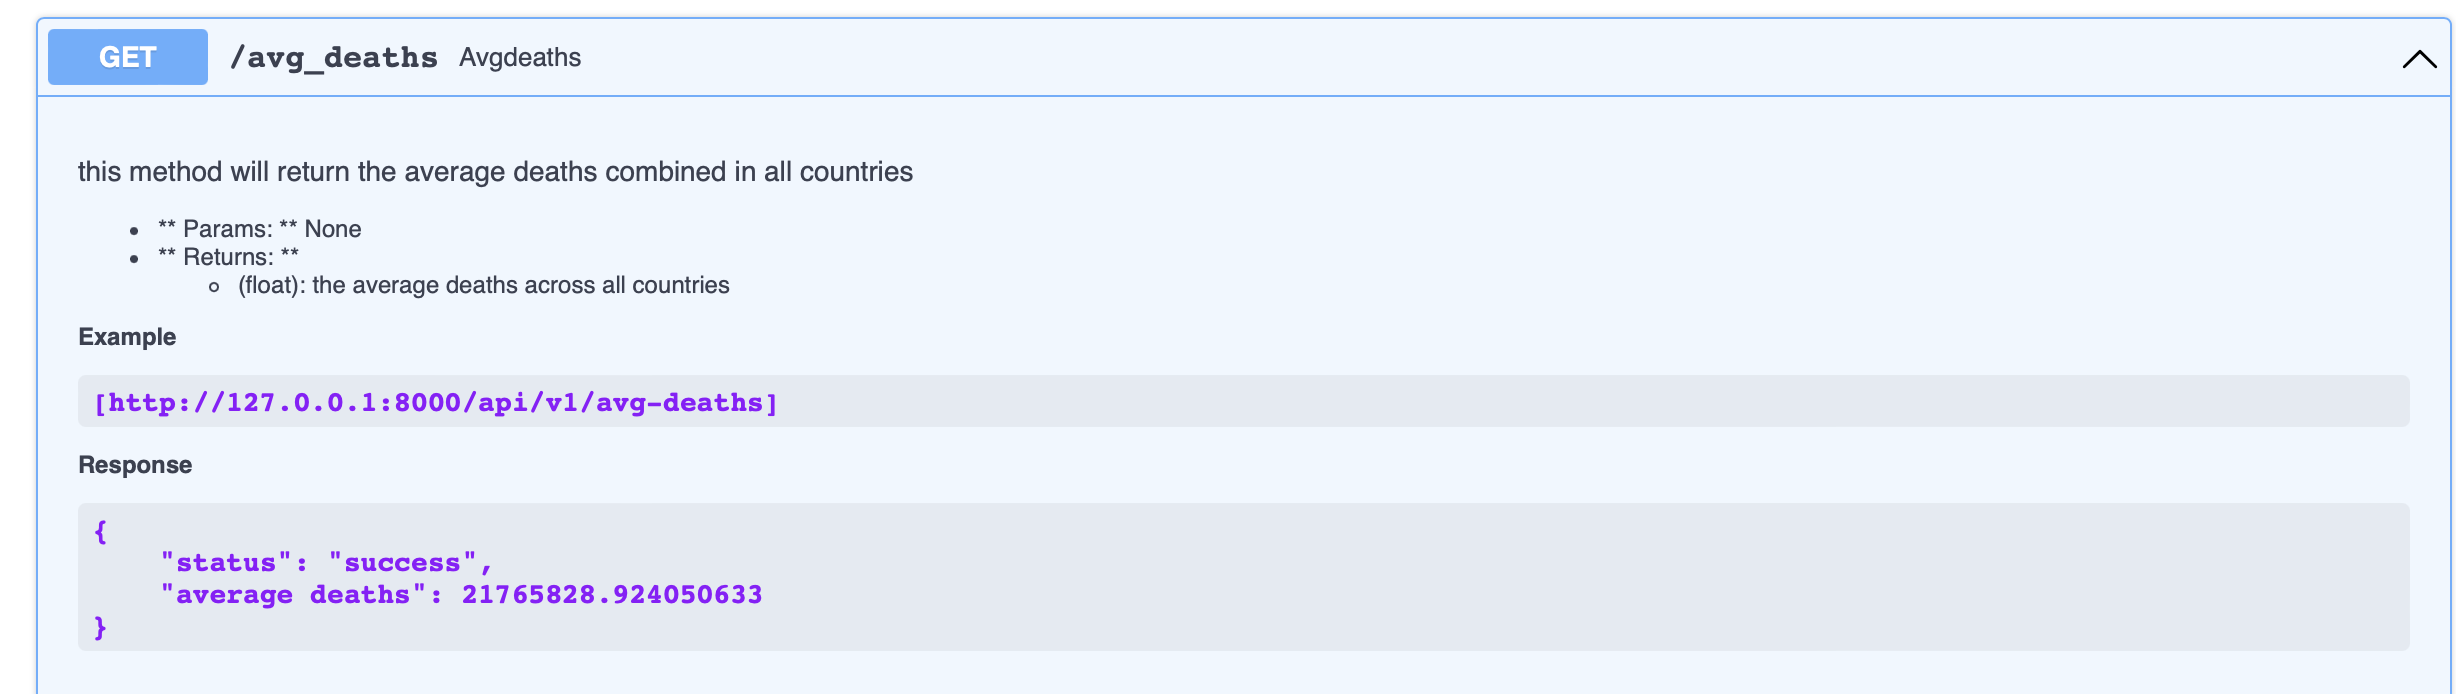 GET /avg_deaths Avgdeaths
this method will return the average deaths combined in all countries
** Params: ** None
** Returns: **
(float): the average deaths across all countries
Example
[http://127.0.0.1:8000/api/v1/avg-deaths]
Response
{
"status": "success",
"average deaths": 21765828.924050633
}